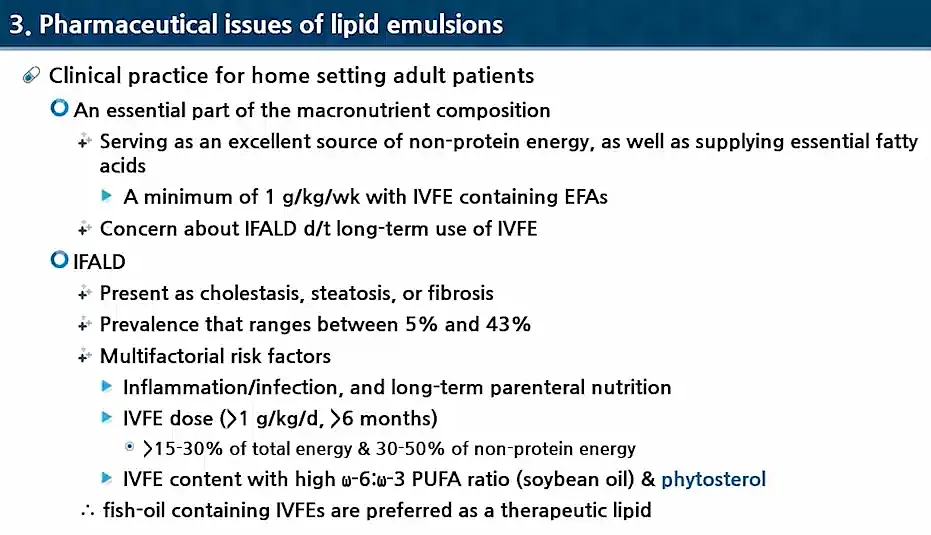 3. Pharmaceutical issues of lipid emulsions
Clinical practice for home setting adult patients
An essential part of the macronutrient composition
Serving as an excellent source of non-protein energy, as well as supplying essential fatty
acids
A minimum of 1 g/kg/wk with IVFE containing EFAs
Concern about IFALD d/t long-term use of IVFE
IFALD
Present as cholestasis, steatosis, or fibrosis
Prevalence that ranges between 5% and 43%
Multifactorial risk factors
Inflammation/infection, and long-term parenteral nutrition
IVFE dose (>1 g/kg/d, >6 months)
>15-30% of total energy & 30-50% of non-protein energy
IVFE content with high ω-6:ω-3 PUFA ratio (soybean oil) & phytosterol
∴ fish-oil containing IVFEs are preferred as a therapeutic lipid